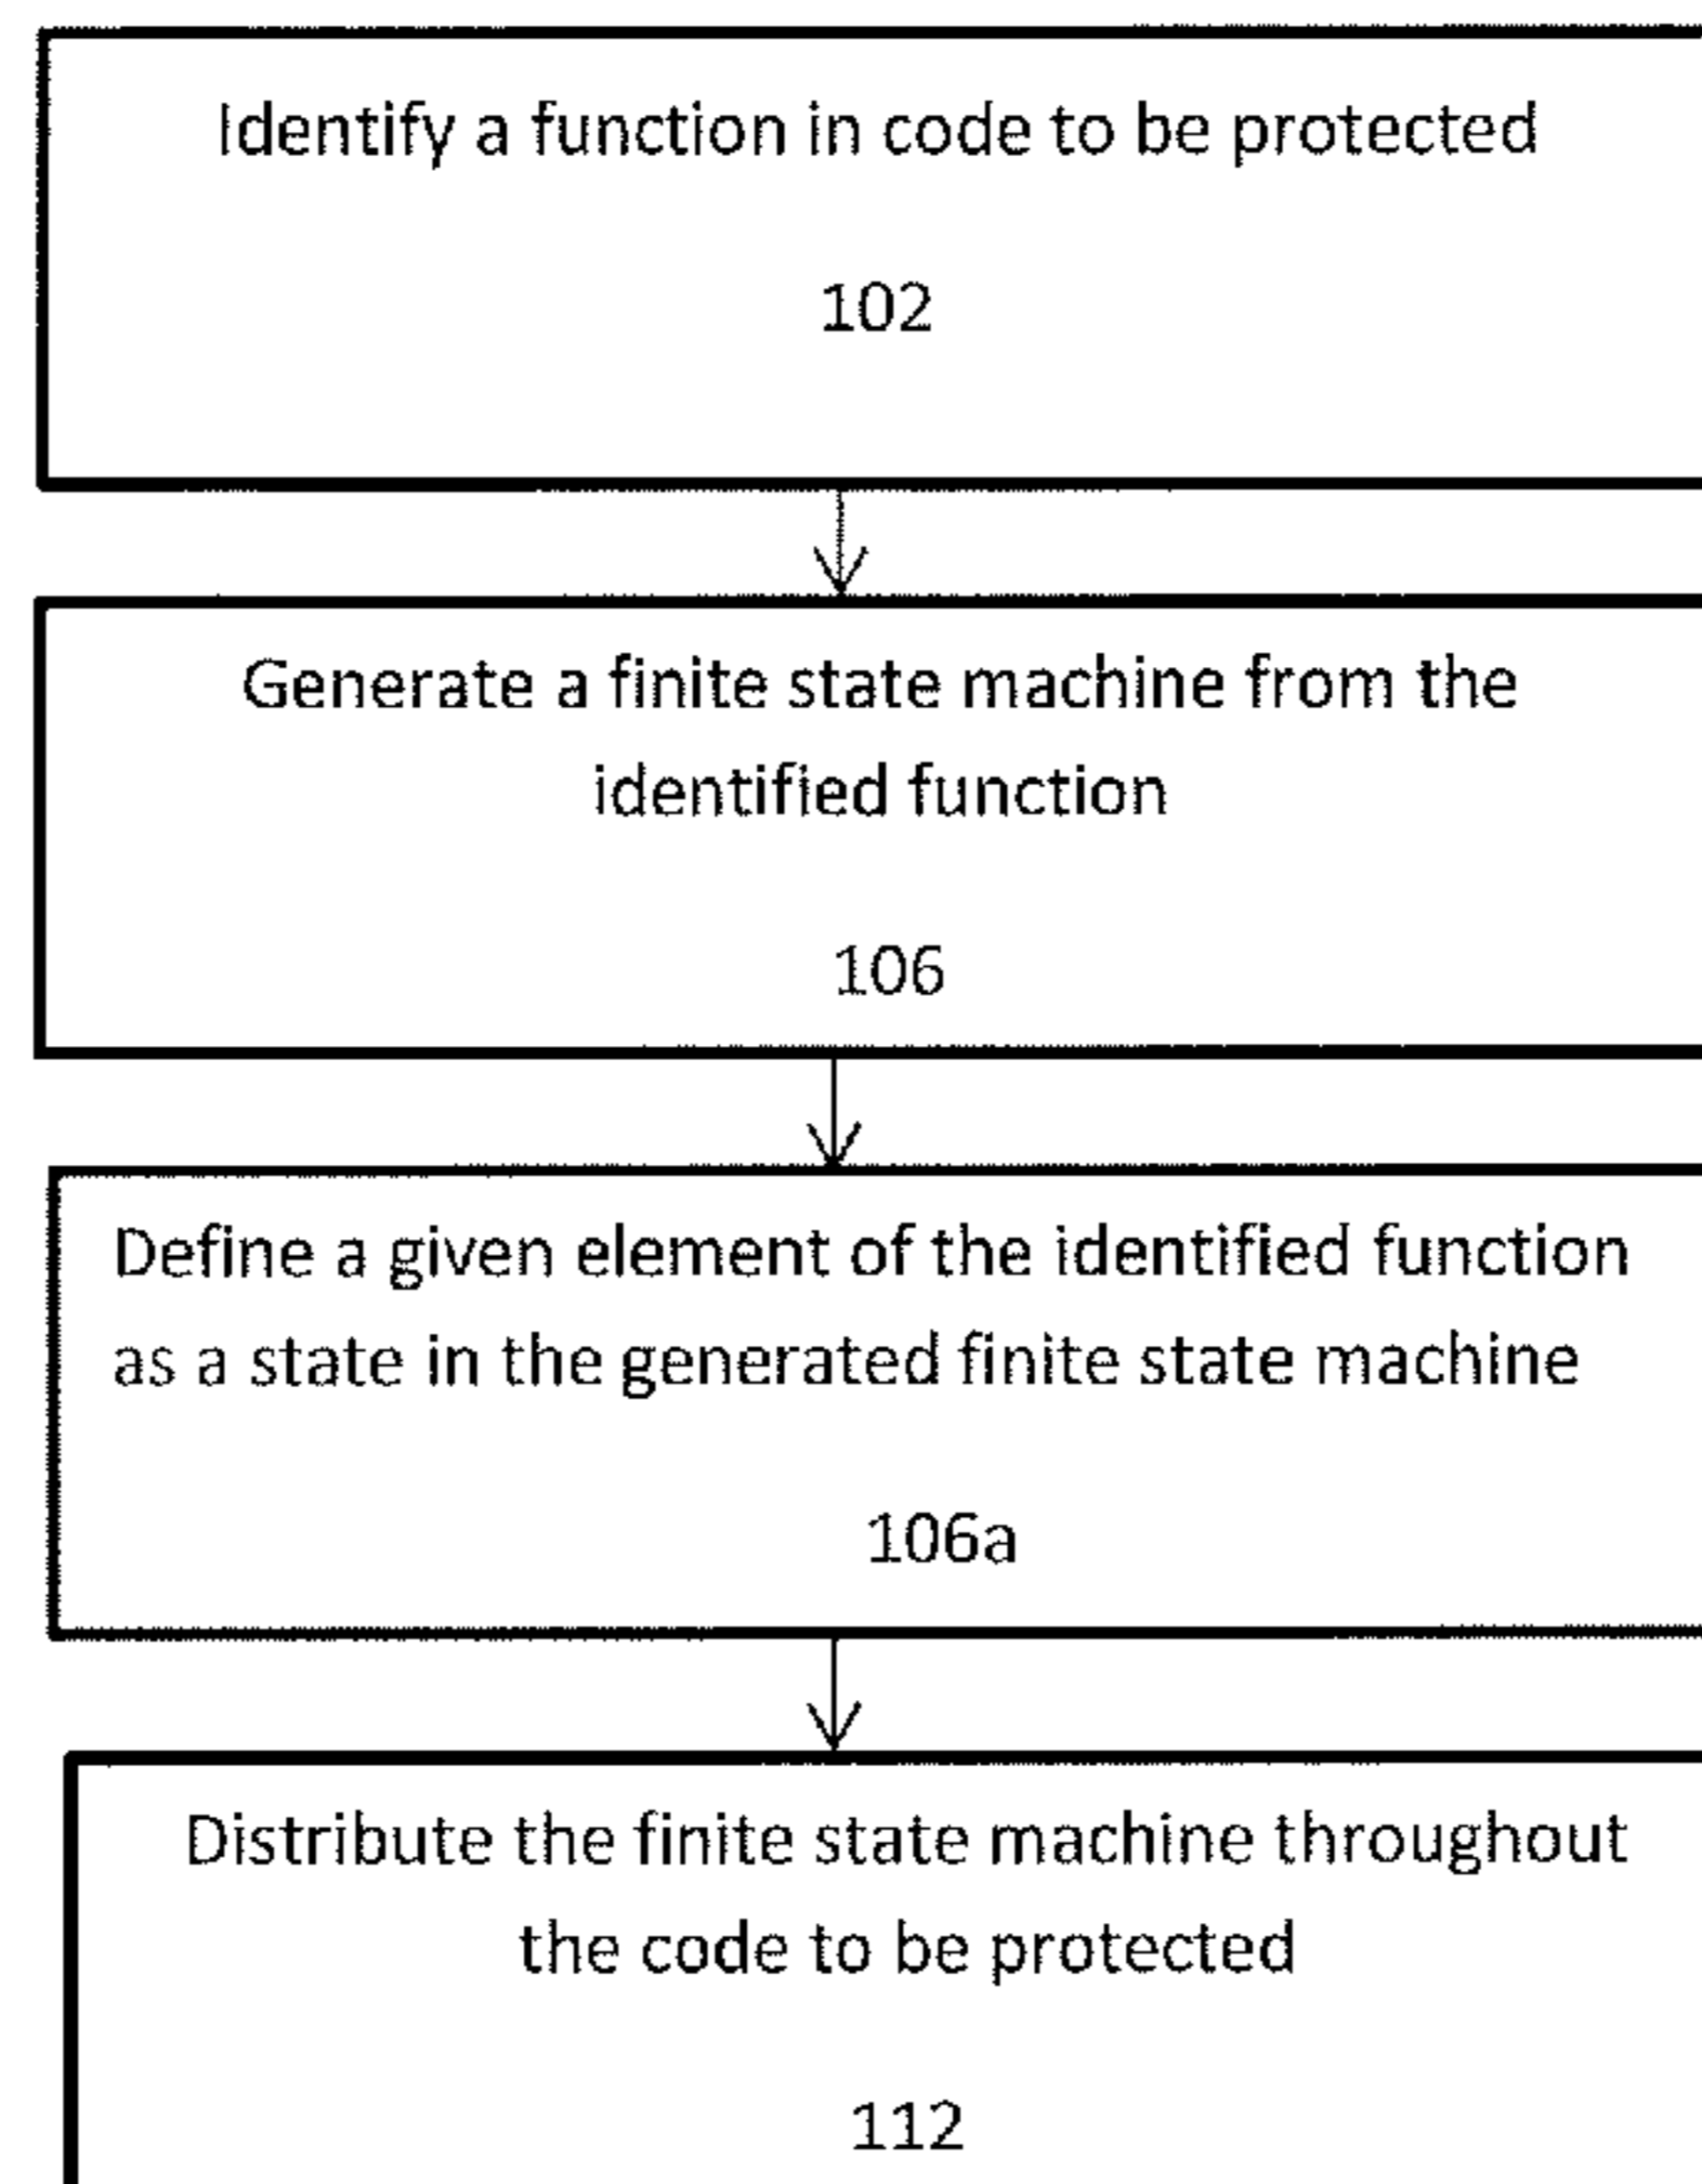 Identify a function in code to be protected
102
Generate a finite state machine from the
identified function
106
Define a given element of the identified function
as a state in the generated finite state machine
106a
Distribute the finite state machine throughout
the code to be protected
112